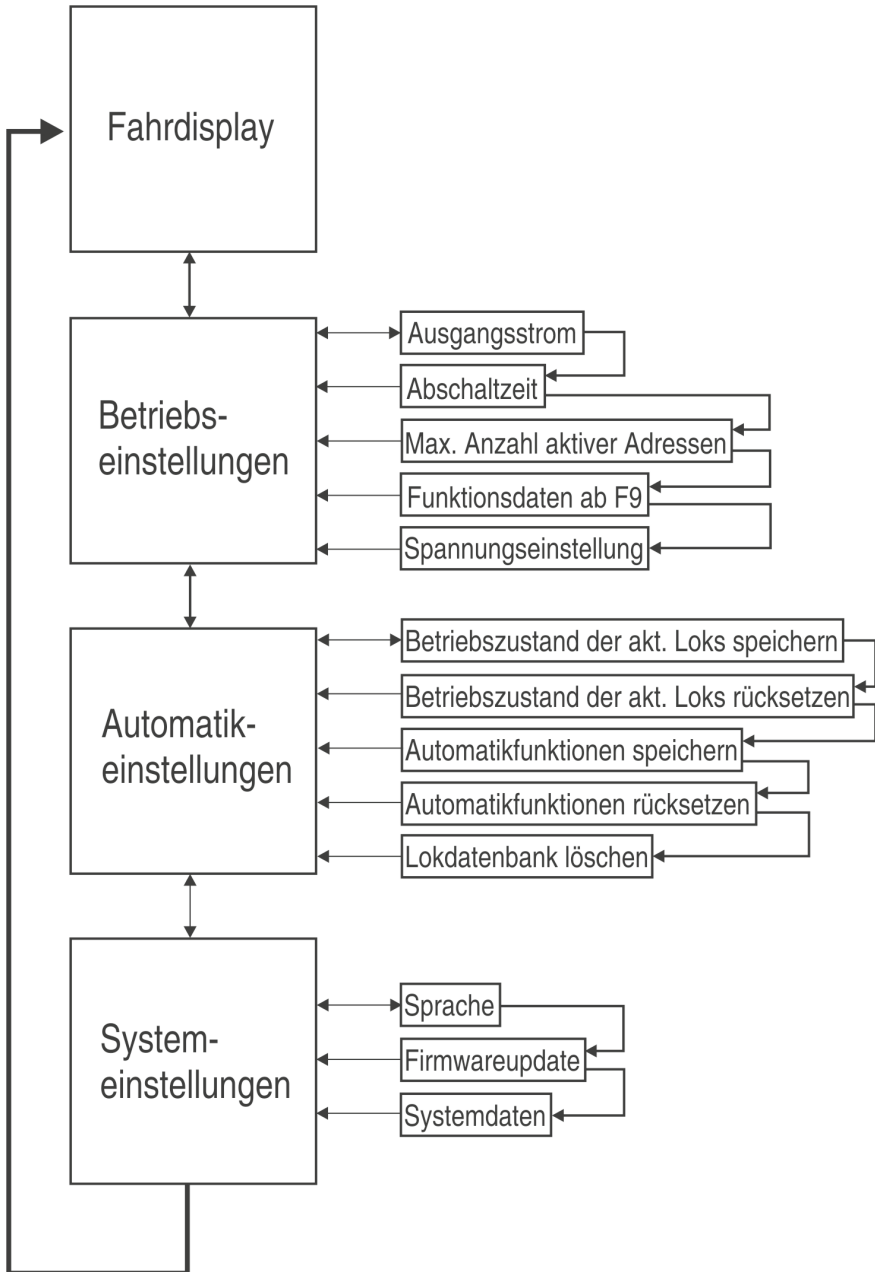 Fahrdisplay
Betriebs-
einstellungen
Ausgangsstrom
Abschaltzeit
Max. Anzahl aktiver Adressen
Funktionsdaten ab F9
Spannungseinstellung
Automatik-
einstellungen
Betriebszustand der akt. Loks speichern
Betriebszustand der akt. Loks rücksetzen
Automatikfunktionen speichern
Automatikfunktionen rücksetzen
Lokdatenbank löschen
System-
einstellungen
Sprache
Firmwareupdate
Systemdaten